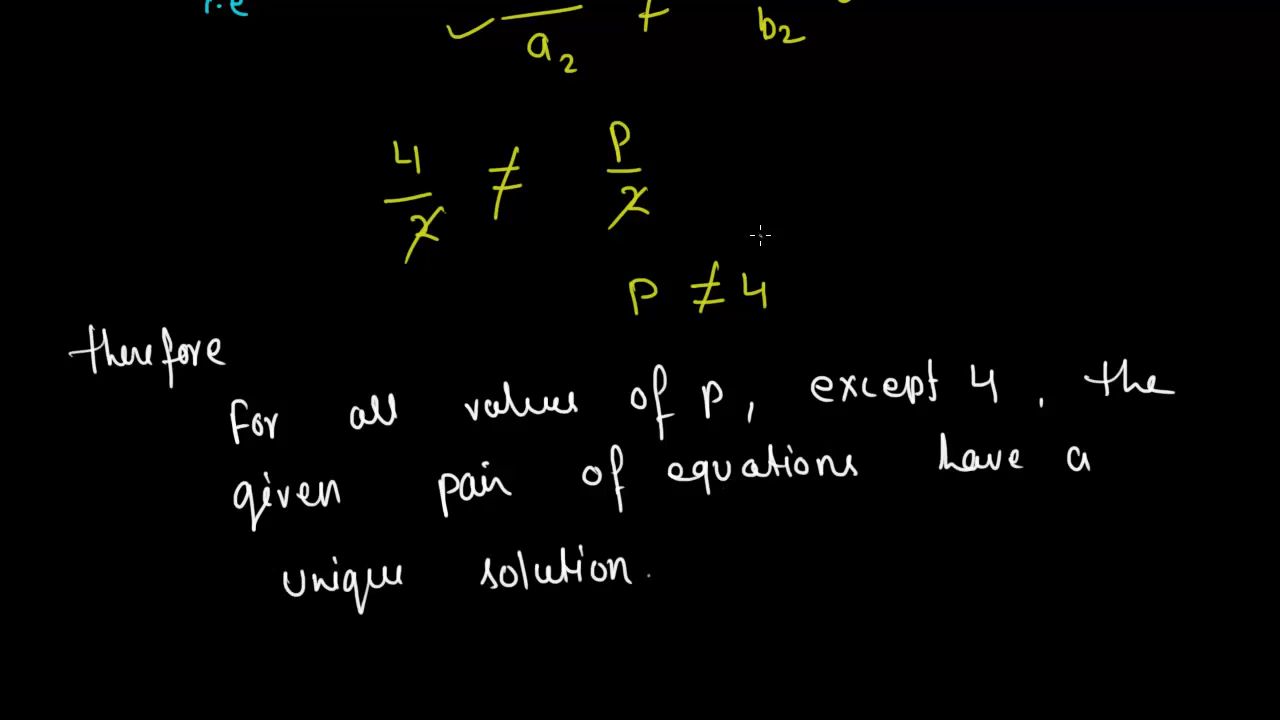 i.e
a2 ≠ b2
4/2 ≠ P/2
P ≠ 4
therefore
For all values of P, except 4, the
given pair of equations have a
unique solution.